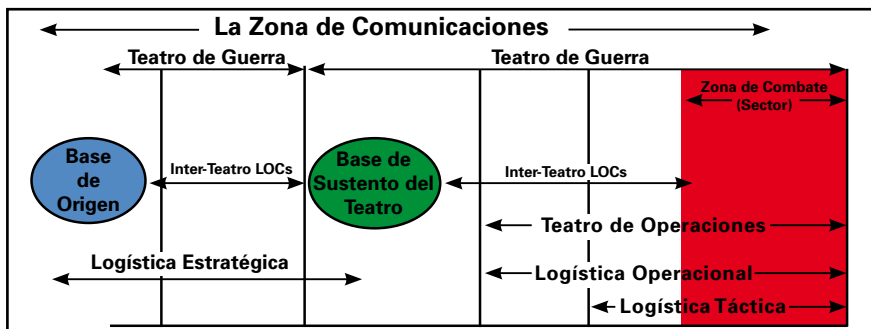 La Zona de Comunicaciones
Teatro de Guerra
Teatro de Guerra
Zona de Combate
(Sector)
Base
de
Origen
Inter-Teatro LOCs
Base de
Sustento del
Teatro
Inter-Teatro LOCs
Teatro de Operaciones
Logística Estratégica
Logística Operacional
Logística Táctica